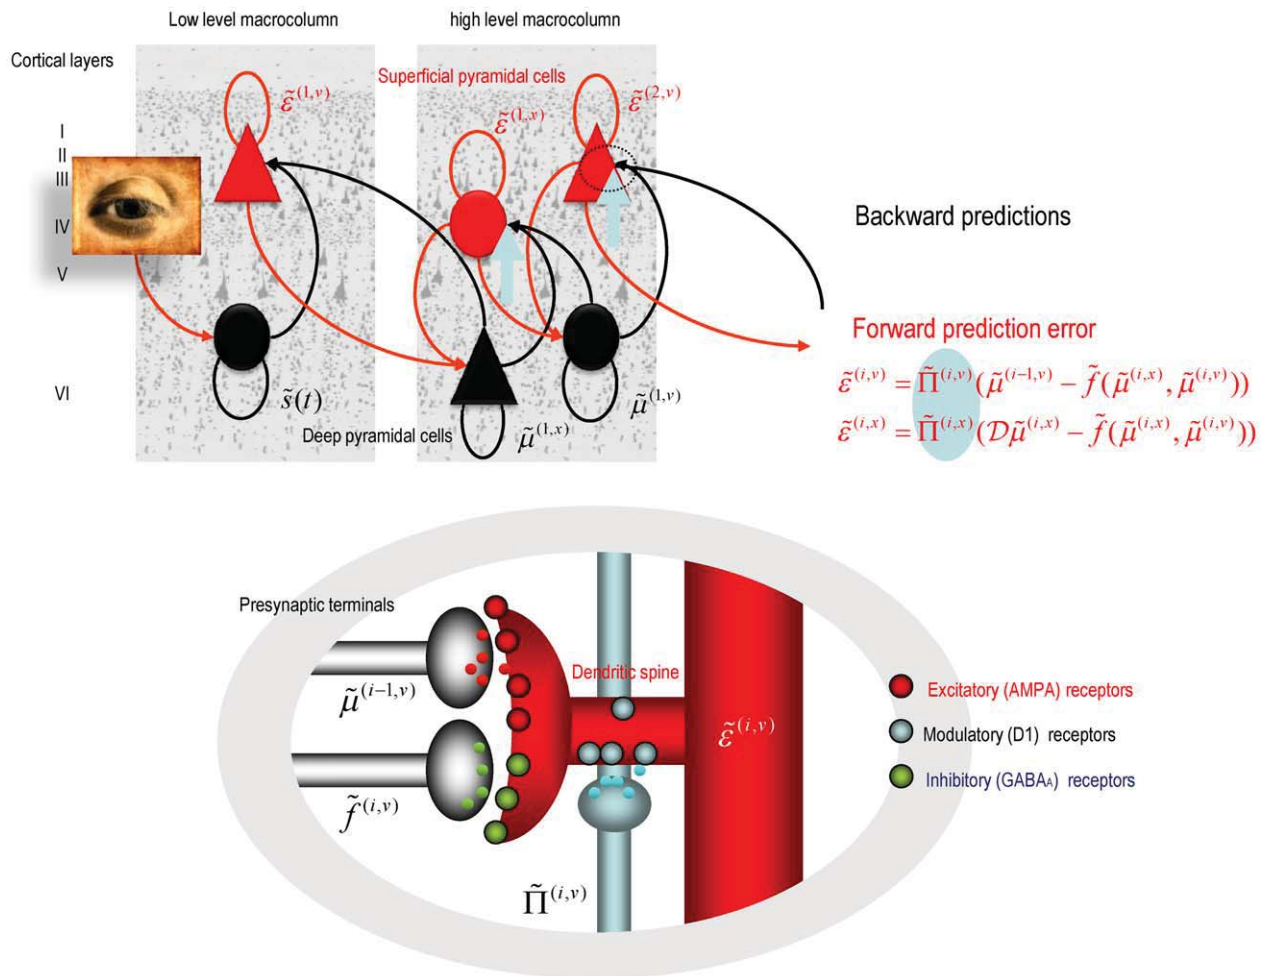 Low level macrocolumn
high level macrocolumn
Cortical layers
Superficial pyramidal cells
ε̃^(1,v)
ε̃^(1,x)
ε̃^(2,v)
I
II
III
IV
V
VI
Backward predictions
Forward prediction error
ε̃^(i,v) = Π̃^(i,v)(μ̃^(i−1,v) − f̃(μ̃^(i,x), μ̃^(i,v)))
ε̃^(i,x) = Π̃^(i,x)(𝒟μ̃^(i,x) − f̃(μ̃^(i,x), μ̃^(i,v)))
s̃(t)
Deep pyramidal cells
μ̃^(1,x)
μ̃^(1,v)
Presynaptic terminals
Dendritic spine
μ̃^(i−1,v)
ε̃^(i,v)
f̃^(i,v)
Π̃^(i,v)
Excitatory (AMPA) receptors
Modulatory (D1) receptors
Inhibitory (GABAA) receptors